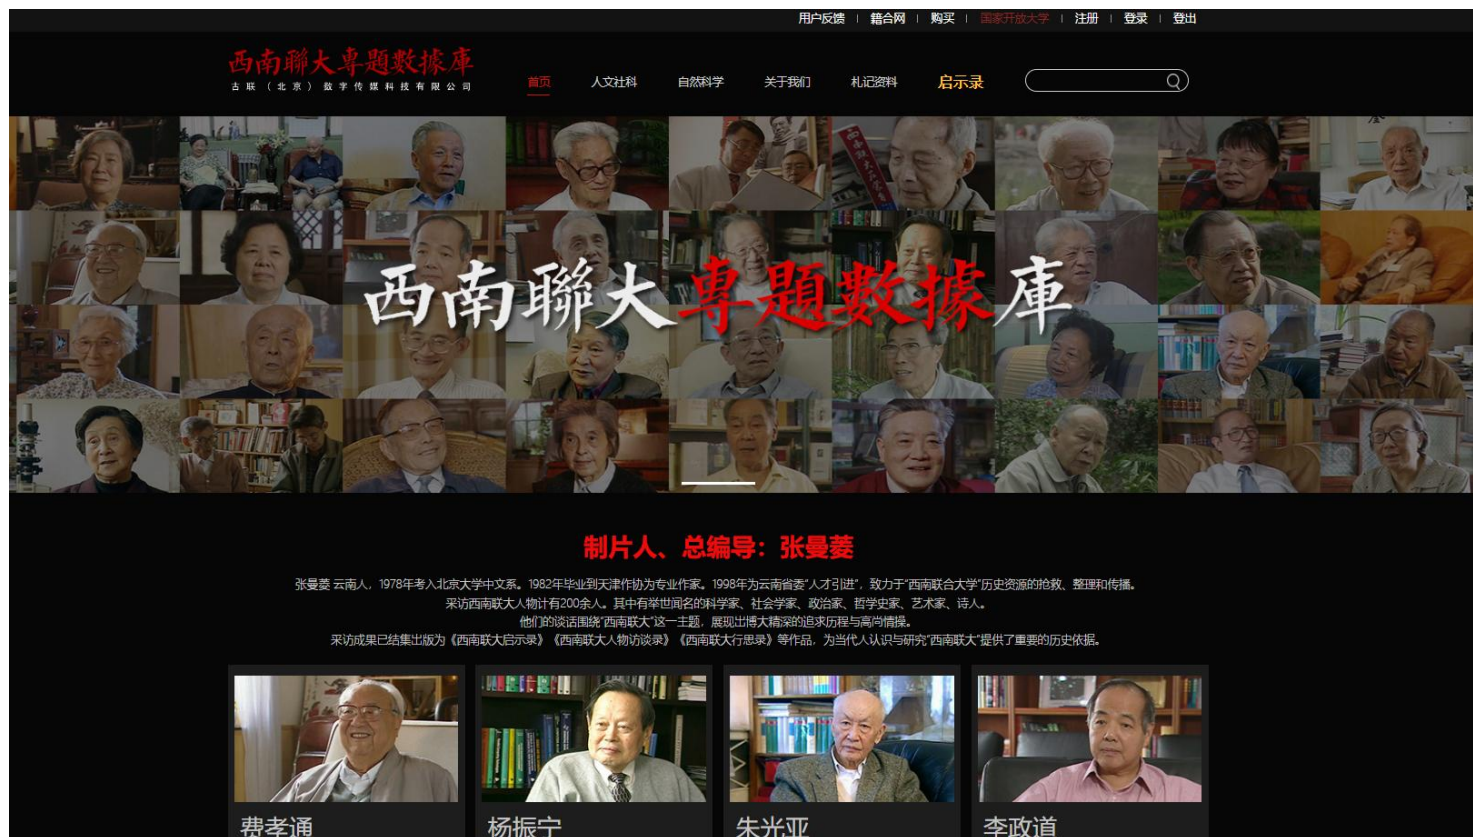 用户反馈 | 籍合网 | 购买 | 国家开放大学 | 注册 | 登录 | 登出
西南聯大専題數據庫
古联（北京）数字传媒科技有限公司
首页 人文社科 自然科学 关于我们 札记资料 启示录
西南聯大専題數據庫
制片人、总编导：张曼菱
张曼菱 云南人，1978年考入北京大学中文系。1982年毕业到天津作协为专业作家。1998年为云南省委“人才引进”，致力于“西南联合大学”历史资源的抢救、整理和传播。
采访西南联大人物计有200余人。其中有举世闻名的科学家、社会学家、政治家、哲学史家、艺术家、诗人。
他们的谈话围绕“西南联大”这一主题，展现出博大精深的追求历程与高尚情操。
采访成果已结集出版为《西南联大启示录》《西南联大人物访谈录》《西南联大行思录》等作品，为当代人认识与研究“西南联大”提供了重要的历史依据。
费孝通 杨振宁 朱光亚 李政道